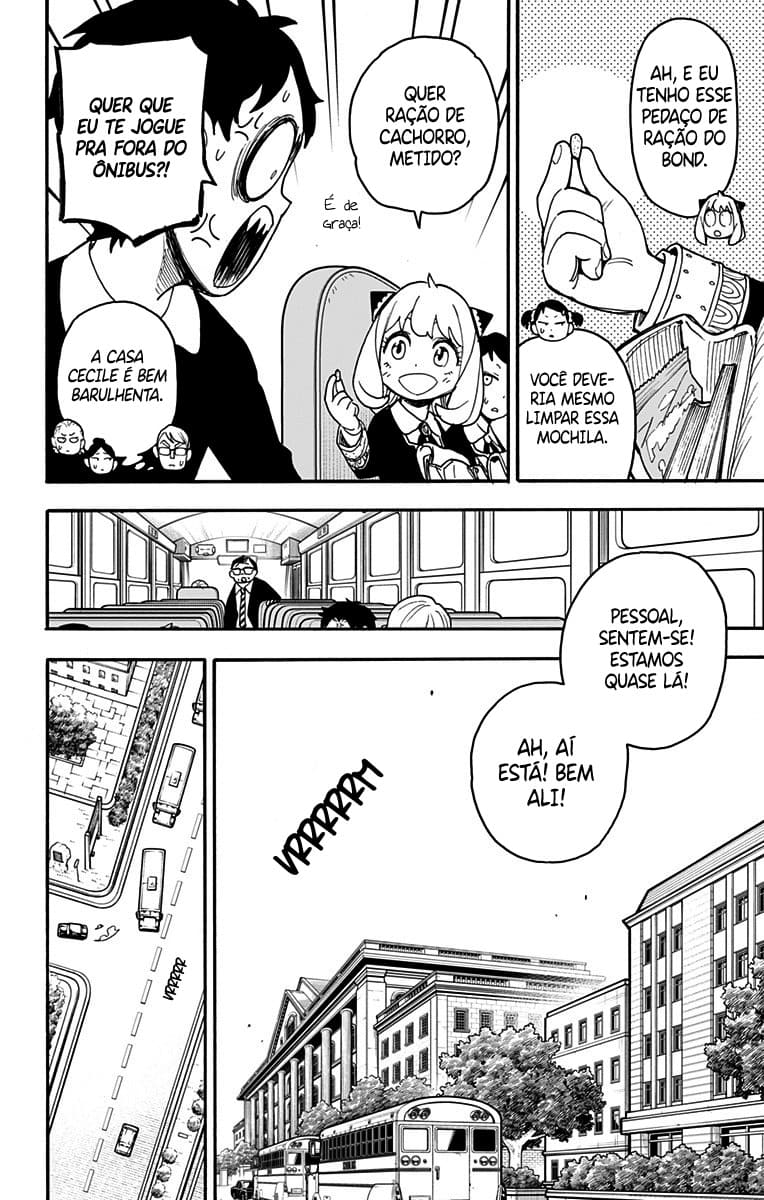 AH, E EU
TENHO ESSE
PEDAÇO DE
RAÇÃO DO
BOND.
VOCÊ DEVE-
RIA MESMO
LIMPAR ESSA
MOCHILA.
QUER
RAÇÃO DE
CACHORRO,
METIDO?
É de
Graça!
QUER QUE
EU TE JOGUE
PRA FORA DO
ÔNIBUS?!
A CASA
CECILE É BEM
BARULHENTA.
PESSOAL,
SENTEM-SE!
ESTAMOS
QUASE LÁ!
AH, AÍ
ESTÁ! BEM
ALI!
VRRRRRM
VRRRRR